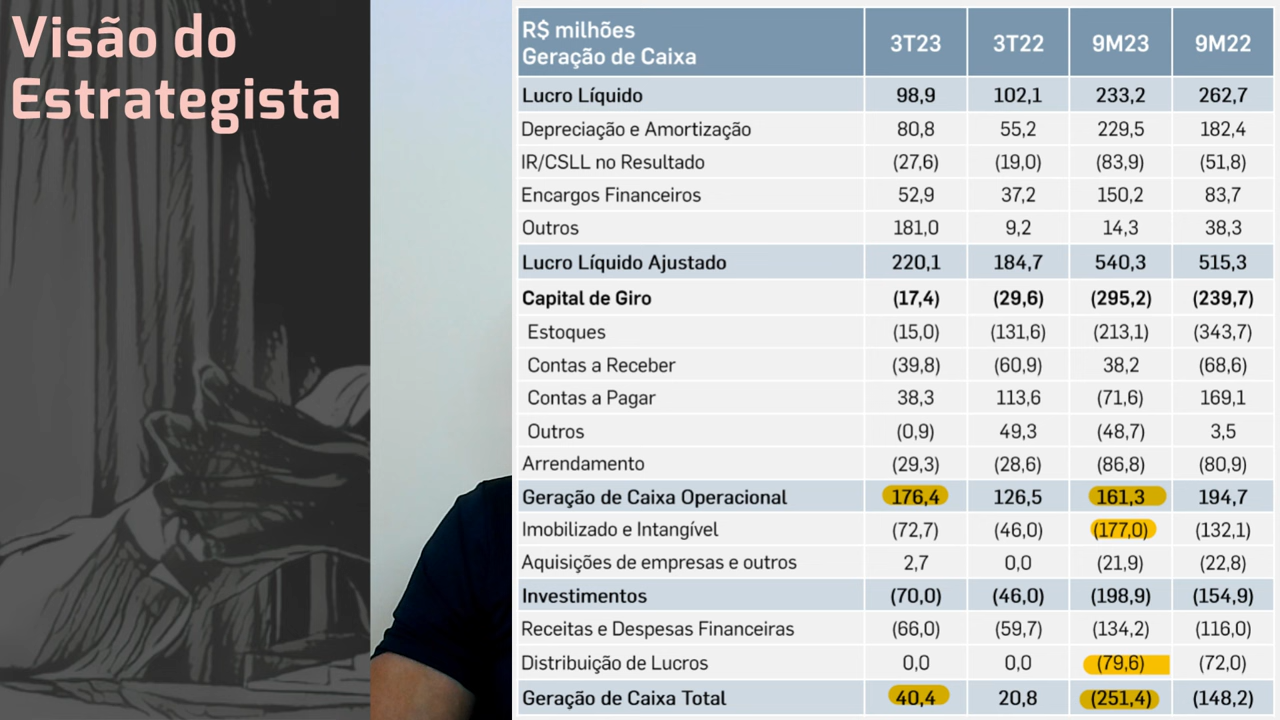 Visão do
Estrategista
R$ milhões
Geração de Caixa 3T23 3T22 9M23 9M22
Lucro Líquido 98,9 102,1 233,2 262,7
Depreciação e Amortização 80,8 55,2 229,5 182,4
IR/CSLL no Resultado (27,6) (19,0) (83,9) (51,8)
Encargos Financeiros 52,9 37,2 150,2 83,7
Outros 181,0 9,2 14,3 38,3
Lucro Líquido Ajustado 220,1 184,7 540,3 515,3
Capital de Giro (17,4) (29,6) (295,2) (239,7)
Estoques (15,0) (131,6) (213,1) (343,7)
Contas a Receber (39,8) (60,9) 38,2 (68,6)
Contas a Pagar 38,3 113,6 (71,6) 169,1
Outros (0,9) 49,3 (48,7) 3,5
Arrendamento (29,3) (28,6) (86,8) (80,9)
Geração de Caixa Operacional 176,4 126,5 161,3 194,7
Imobilizado e Intangível (72,7) (46,0) (177,0) (132,1)
Aquisições de empresas e outros 2,7 0,0 (21,9) (22,8)
Investimentos (70,0) (46,0) (198,9) (154,9)
Receitas e Despesas Financeiras (66,0) (59,7) (134,2) (116,0)
Distribuição de Lucros 0,0 0,0 (79,6) (72,0)
Geração de Caixa Total 40,4 20,8 (251,4) (148,2)